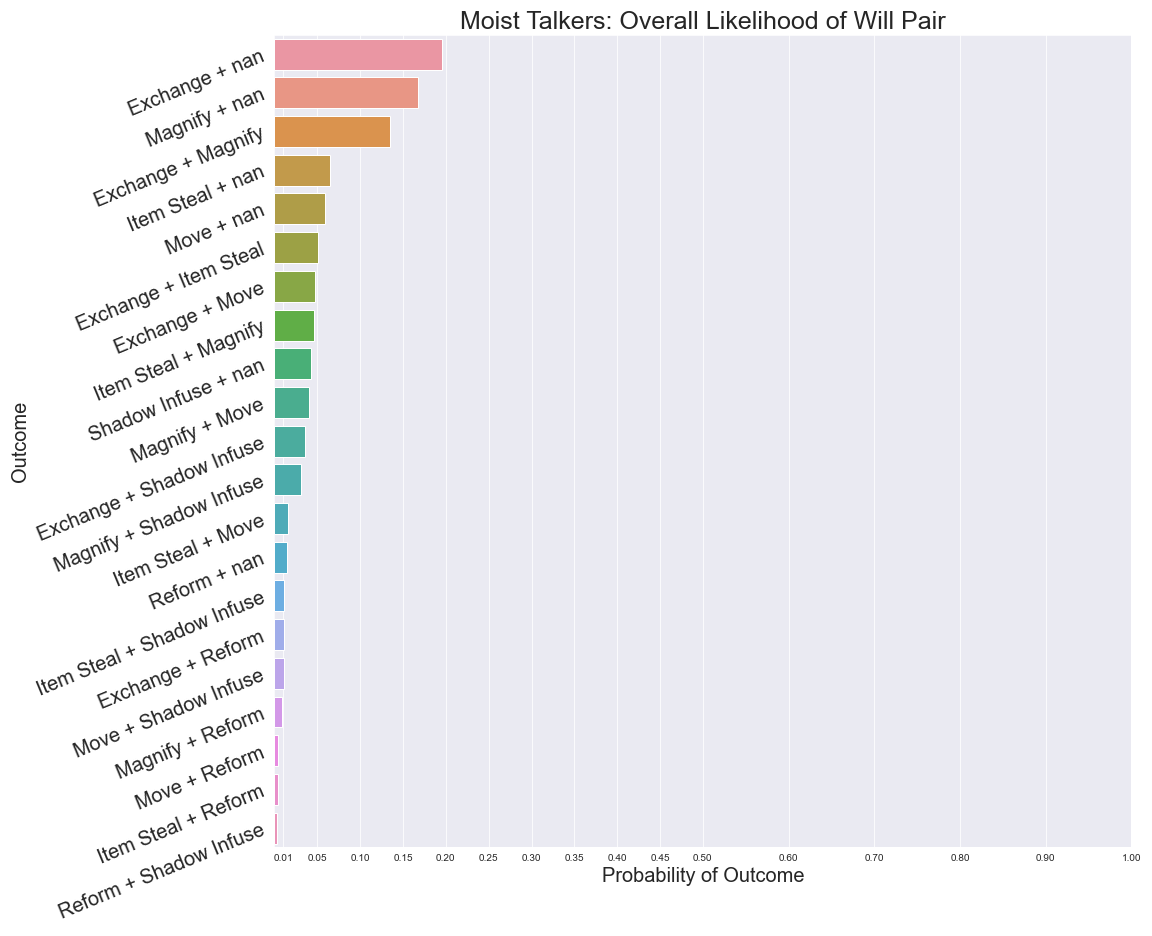 Moist Talkers: Overall Likelihood of Will Pair
Exchange + nan
Magnify + nan
Exchange + Magnify
Item Steal + nan
Move + nan
Exchange + Item Steal
Exchange + Move
Item Steal + Magnify
Shadow Infuse + nan
Magnify + Move
Exchange + Shadow Infuse
Magnify + Shadow Infuse
Item Steal + Move
Reform + nan
Item Steal + Shadow Infuse
Exchange + Reform
Move + Shadow Infuse
Magnify + Reform
Move + Reform
Item Steal + Reform
Reform + Shadow Infuse
Outcome
0.01 0.05 0.10 0.15 0.20 0.25 0.30 0.35 0.40 0.45 0.50 0.60 0.70 0.80 0.90 1.00
Probability of Outcome